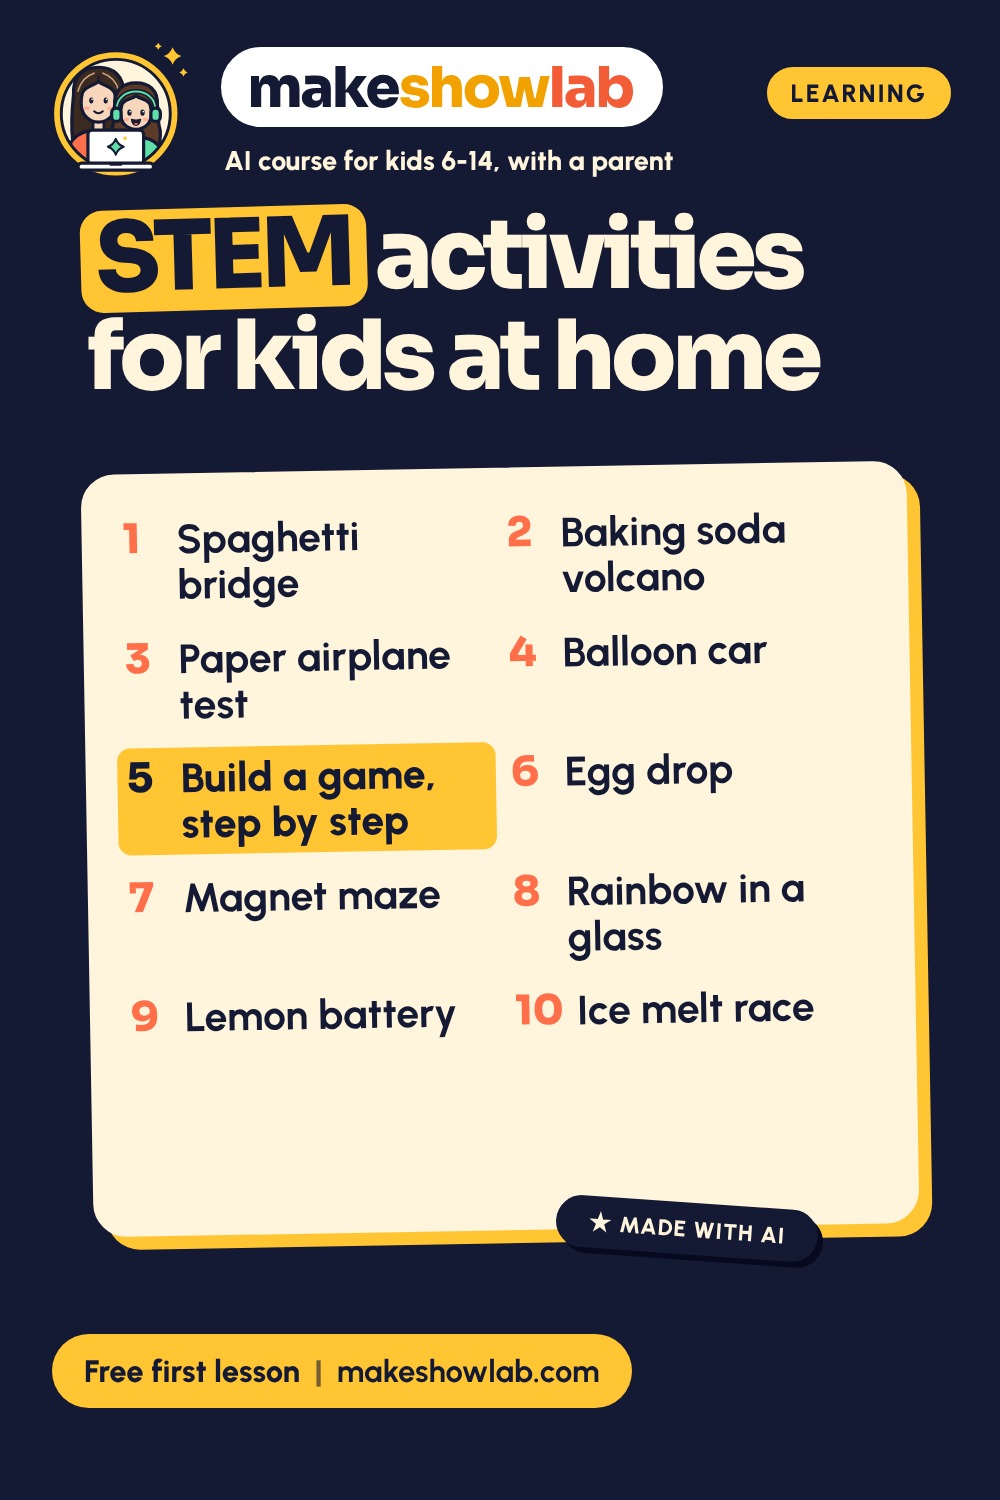 makeshowlab
LEARNING
AI course for kids 6-14, with a parent
STEM activities
for kids at home
1 Spaghetti
bridge
2 Baking soda
volcano
3 Paper airplane
test
4 Balloon car
5 Build a game,
step by step
6 Egg drop
7 Magnet maze
8 Rainbow in a
glass
9 Lemon battery
10 Ice melt race
★ MADE WITH AI
Free first lesson | makeshowlab.com